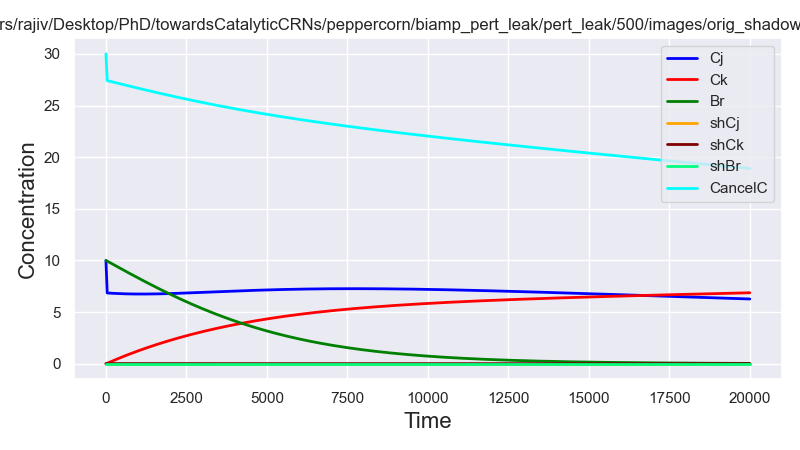 rs/rajiv/Desktop/PhD/towardsCatalyticCRNs/peppercorn/biamp_pert_leak/pert_leak/500/images/orig_shadow
Concentration
30
25
20
15
10
5
0
Cj
Ck
Br
shCj
shCk
shBr
CancelC
0 2500 5000 7500 10000 12500 15000 17500 20000
Time